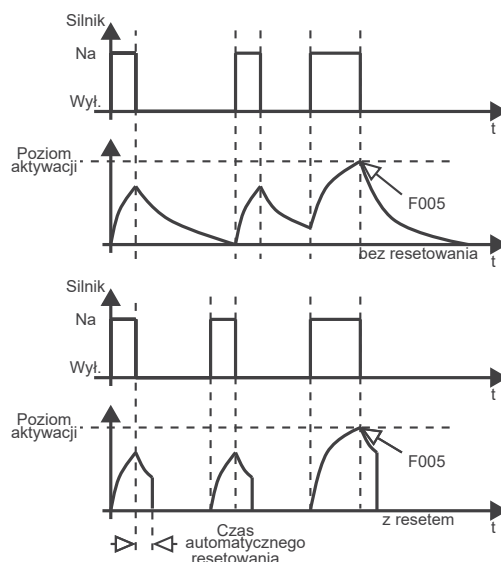 Silnik
Na
Wył.
t
Poziom
aktywacji
F005
bez resetowania
t
Silnik
Na
Wył.
t
Poziom
aktywacji
F005
z resetem
t
Czas
automatycznego
resetowania